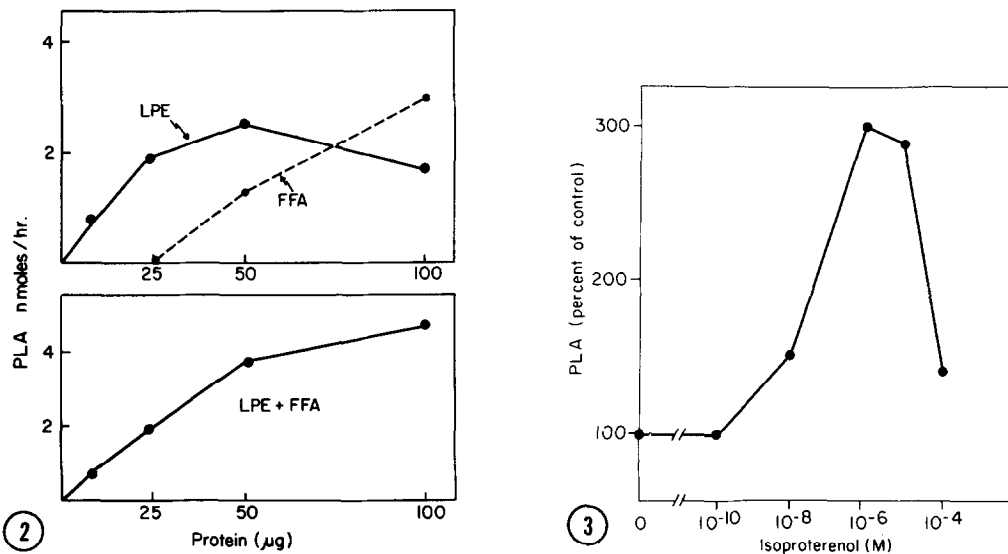 4
2
LPE
FFA
25
50
100
4
2
LPE + FFA
25
50
100
Protein (μg)
PLA nmoles/hr.
2
300
200
100
PLA (percent of control)
0
10⁻¹⁰
10⁻⁸
10⁻⁶
10⁻⁴
Isoproterenol (M)
3